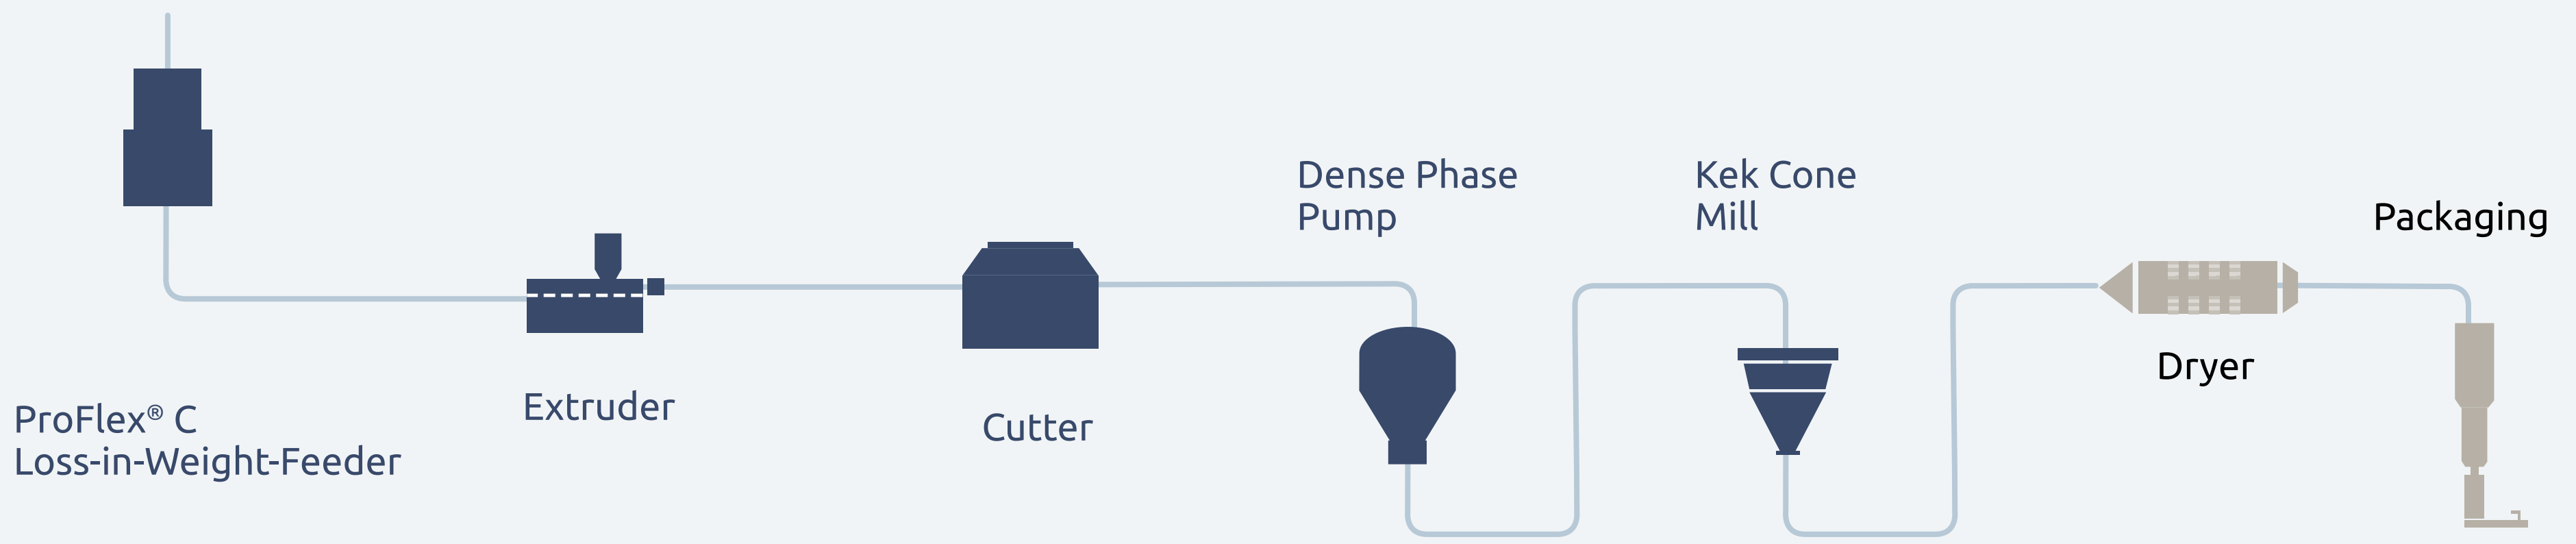 ProFlex® C
Loss-in-Weight-Feeder
Extruder
Cutter
Dense Phase
Pump
Kek Cone
Mill
Dryer
Packaging